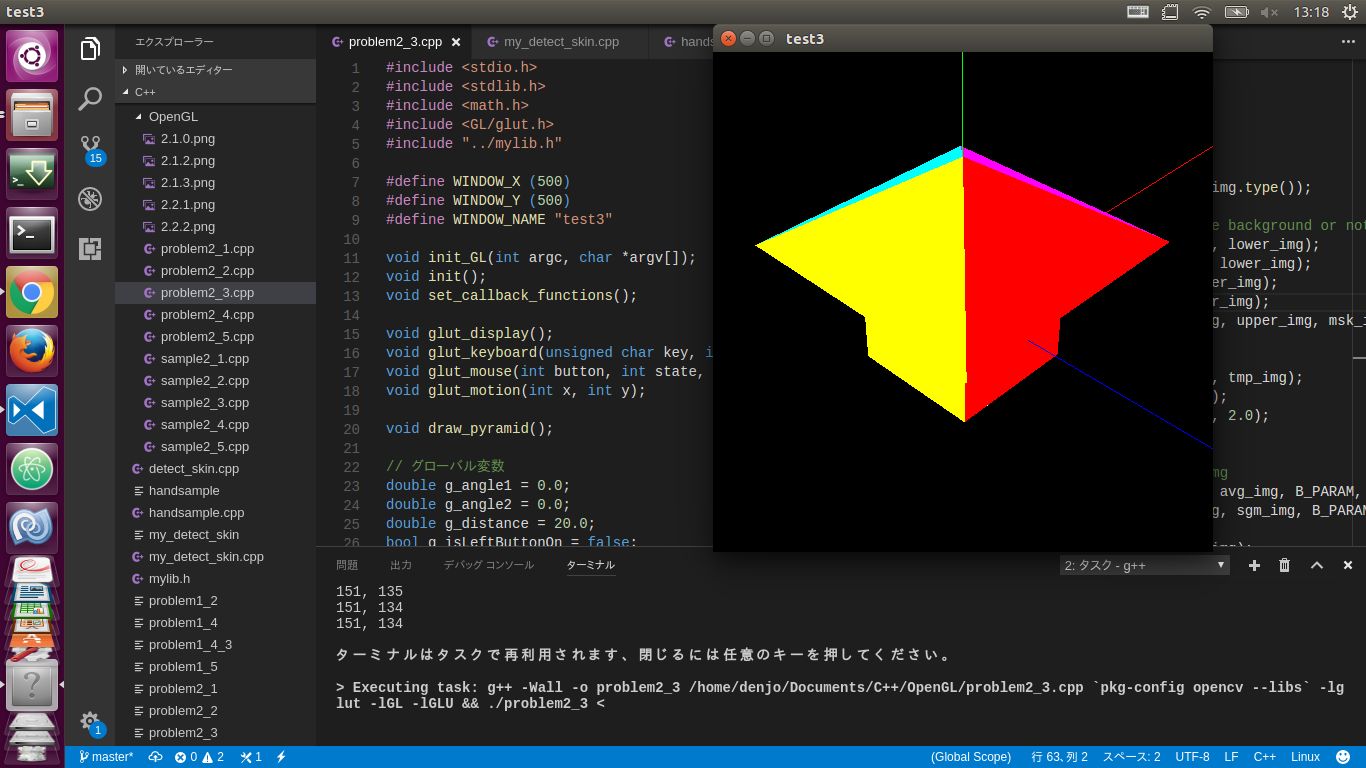 test3
13:18
エクスプローラー
開いているエディター
C++
OpenGL
2.1.0.png
2.1.2.png
2.1.3.png
2.2.1.png
2.2.2.png
problem2_1.cpp
problem2_2.cpp
problem2_3.cpp
problem2_4.cpp
problem2_5.cpp
sample2_1.cpp
sample2_2.cpp
sample2_3.cpp
sample2_4.cpp
sample2_5.cpp
detect_skin.cpp
handsample
handsample.cpp
my_detect_skin
my_detect_skin.cpp
mylib.h
problem1_2
problem1_4
problem1_4_3
problem1_5
problem2_1
problem2_2
problem2_3
15
1
problem2_3.cpp
my_detect_skin.cpp
hands
test3
1 #include <stdio.h>
2 #include <stdlib.h>
3 #include <math.h>
4 #include <GL/glut.h>
5 #include "../mylib.h"
6
7 #define WINDOW_X (500)
8 #define WINDOW_Y (500)
9 #define WINDOW_NAME "test3"
10
11 void init_GL(int argc, char *argv[]);
12 void init();
13 void set_callback_functions();
14
15 void glut_display();
16 void glut_keyboard(unsigned char key, i
17 void glut_mouse(int button, int state,
18 void glut_motion(int x, int y);
19
20 void draw_pyramid();
21
22 // グローバル変数
23 double g_angle1 = 0.0;
24 double g_angle2 = 0.0;
25 double g_distance = 20.0;
26 bool g_isLeftButtonOn = false;
img.type());
e background or not
, lower_img);
lower_img);
er_img);
r_img);
g, upper_img, msk_i
, tmp_img);
);
, 2.0);
mg
avg_img, B_PARAM,
g, sgm_img, B_PARAM
問題
出力
デバッグ コンソール
ターミナル
2: タスク - g++
151, 135
151, 134
151, 134
ターミナルはタスクで再利用されます、閉じるには任意のキーを押してください。
> Executing task: g++ -Wall -o problem2_3 /home/denjo/Documents/C++/OpenGL/problem2_3.cpp `pkg-config opencv --libs` -lg
lut -lGL -lGLU && ./problem2_3 <
master*
0
2
1
(Global Scope)
行 63、列 2
スペース: 2
UTF-8
LF
C++
Linux